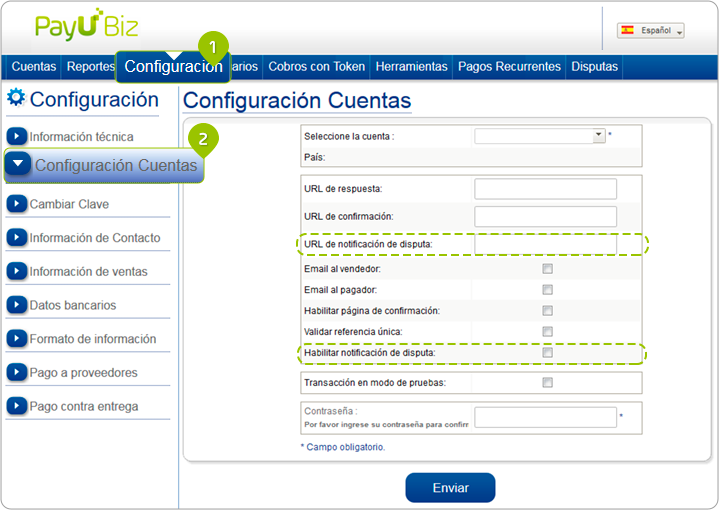 PayU Biz
Español
1
Cuentas Reportes Configuración arios Cobros con Token Herramientas Pagos Recurrentes Disputas
Configuración
Información técnica
2
Configuración Cuentas
Cambiar Clave
Información de Contacto
Información de ventas
Datos bancarios
Formato de información
Pago a proveedores
Pago contra entrega
Configuración Cuentas
Seleccione la cuenta : *
País:
URL de respuesta:
URL de confirmación:
URL de notificación de disputa:
Email al vendedor:
Email al pagador:
Habilitar página de confirmación:
Validar referencia única:
Habilitar notificación de disputa:
Transacción en modo de pruebas:
Contraseña : *
Por favor ingrese su contraseña para confirr
* Campo obligatorio.
Enviar